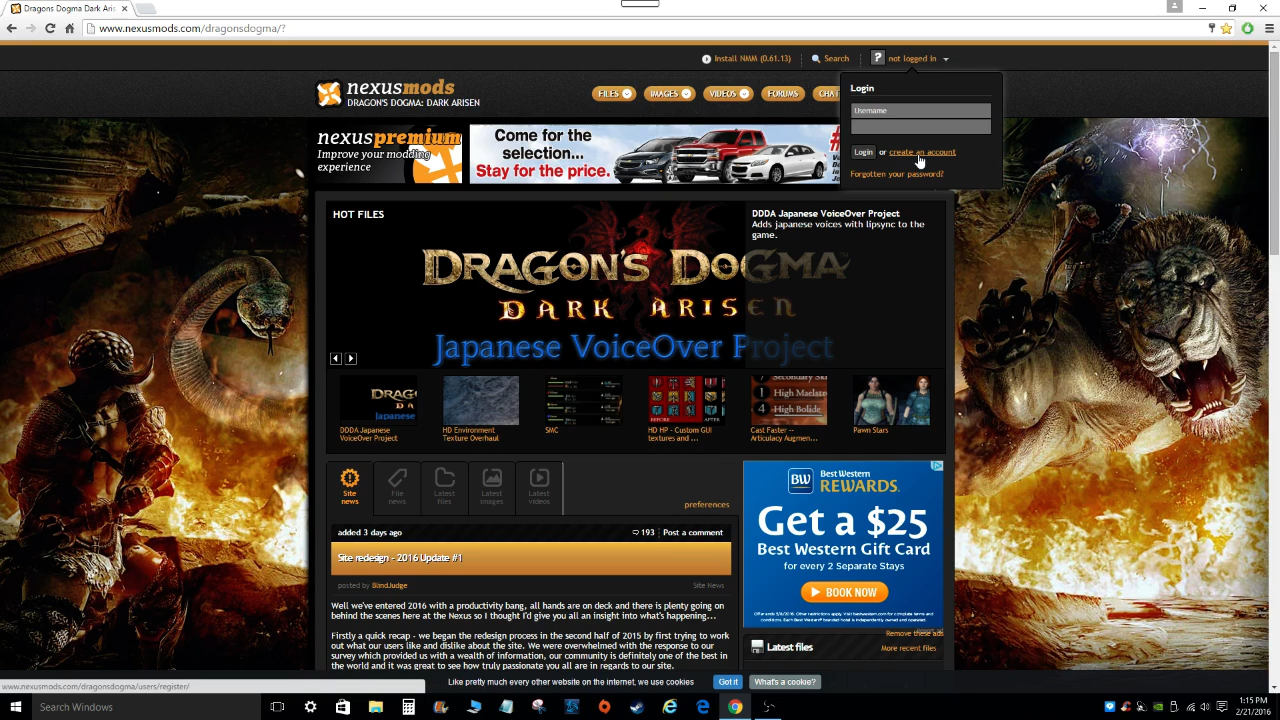 Dragons Dogma Dark Aris
www.nexusmods.com/dragonsdogma/?
Install NMM (0.61.13)
Search
?
not logged in
nexusmods
DRAGON'S DOGMA: DARK ARISEN
FILES
IMAGES
VIDEOS
FORUMS
CHAT
Login
Username
Login or create an account
Forgotten your password?
nexuspremium
Improve your modding
experience
Come for the
selection...
Stay for the price.
HOT FILES
DRAGON'S DOGMA
DARK ARISEN
Japanese VoiceOver Project
DDDA Japanese VoiceOver Project
Adds japanese voices with lipsync to the
game.
Secondary Ski
1 High Maelstr
4 High Bolide
BEFORE AFTER
DDDA Japanese
VoiceOver Project
HD Environment
Texture Overhaul
SMC
HD HP - Custom GUI
textures and ...
Cast Faster --
Articulacy Augmen...
Pawn Stars
Site
news
File
news
Latest
files
Latest
images
Latest
videos
preferences
added 3 days ago
193
Post a comment
Site redesign - 2016 Update #1
posted by BlindJudge
Site News
Well we've entered 2016 with a productivity bang, all hands are on deck and there is plenty going on
behind the scenes here at the Nexus so I thought I'd give you all an insight into what's happening...
Firstly a quick recap - we began the redesign process in the second half of 2015 by first trying to work
out what our users like and dislike about the site. We were overwhelmed with the response to our
survey which provided us with a wealth of information, our community is definitely one of the best in
the world and it was great to see how truly passionate you all are in regards to our site.
BW
Best Western
REWARDS.
Get a $25
Best Western Gift Card
for every 2 Separate Stays
BOOK NOW
Remove these ads
Latest files
More recent files
Like pretty much every other website on the internet, we use cookies
Got it
What's a cookie?
www.nexusmods.com/dragonsdogma/users/register/
Search Windows
1:15 PM
2/21/2016